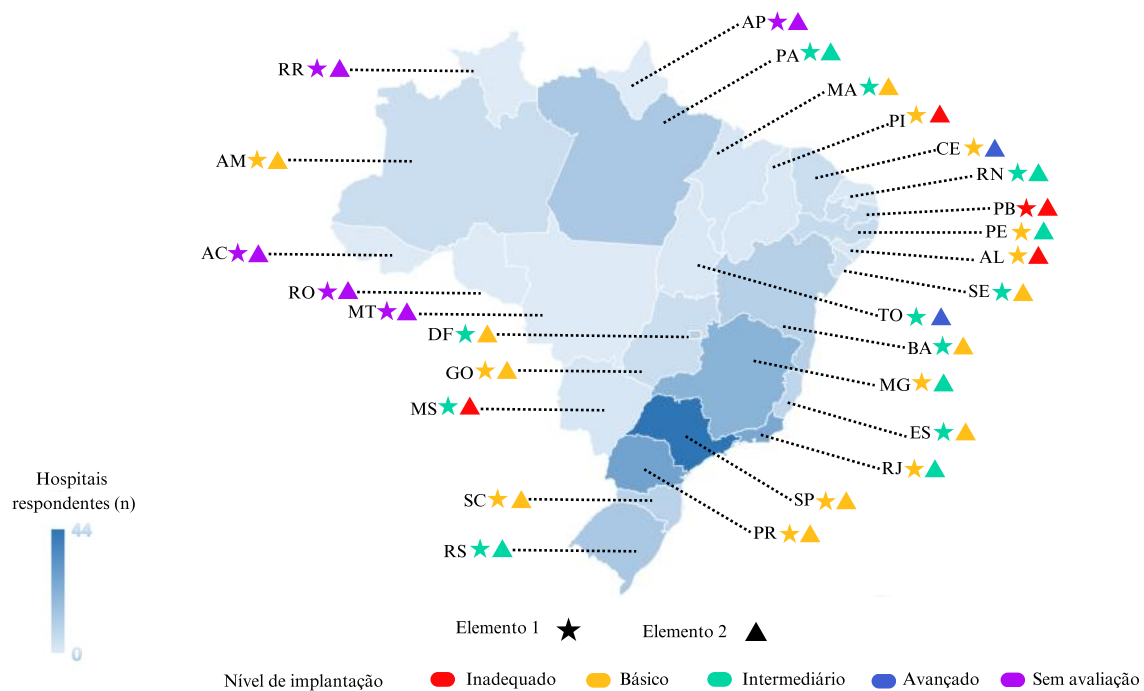 AP
PA
RR
MA
PI
CE
AM
RN
PB
PE
AC
AL
RO
SE
MT
TO
DF
BA
GO
MG
MS
ES
RJ
Hospitais
respondentes (n)
44
0
SC
SP
PR
RS
Elemento 1
Elemento 2
Nível de implantação
Inadequado
Básico
Intermediário
Avançado
Sem avaliação